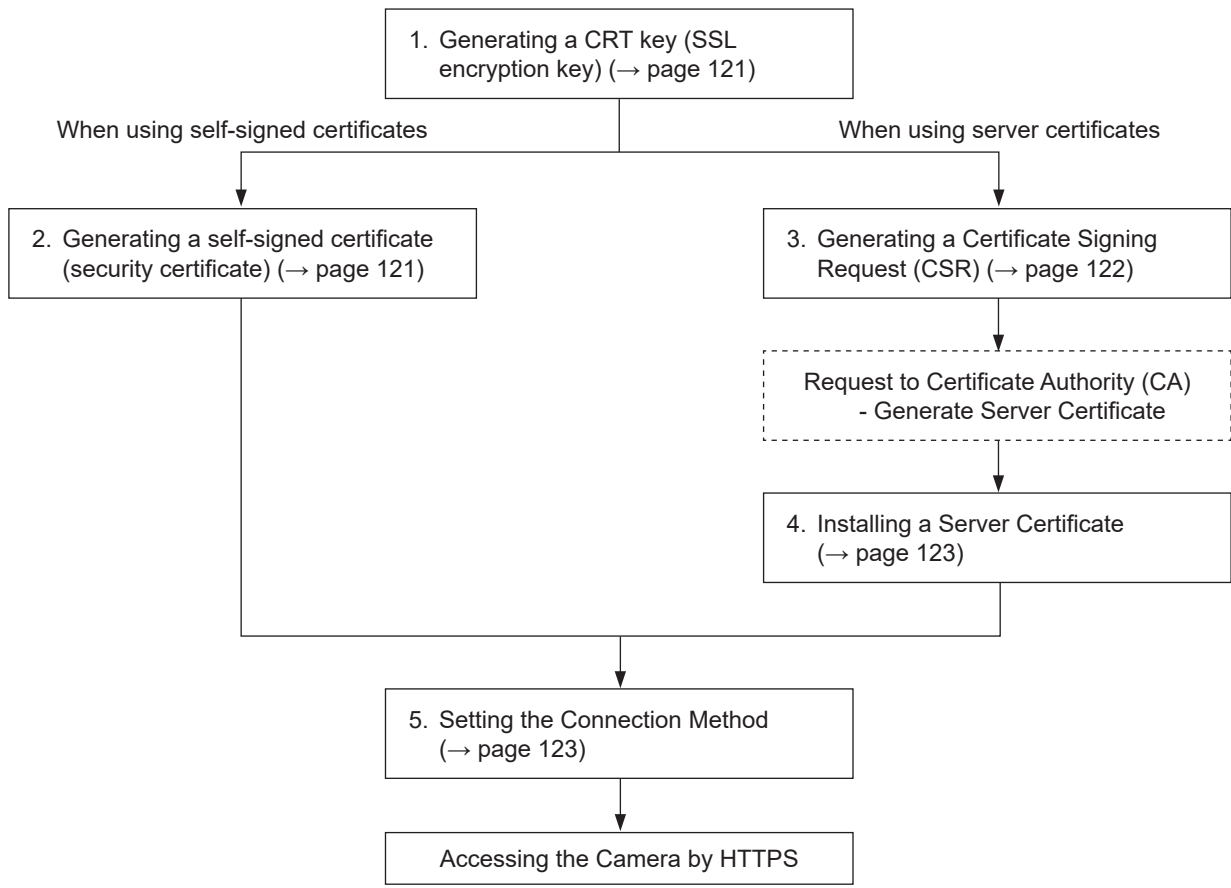 1. Generating a CRT key (SSL
encryption key) (→ page 121)
When using self-signed certificates
When using server certificates
2. Generating a self-signed certificate
(security certificate) (→ page 121)
3. Generating a Certificate Signing
Request (CSR) (→ page 122)
Request to Certificate Authority (CA)
- Generate Server Certificate
4. Installing a Server Certificate
(→ page 123)
5. Setting the Connection Method
(→ page 123)
Accessing the Camera by HTTPS